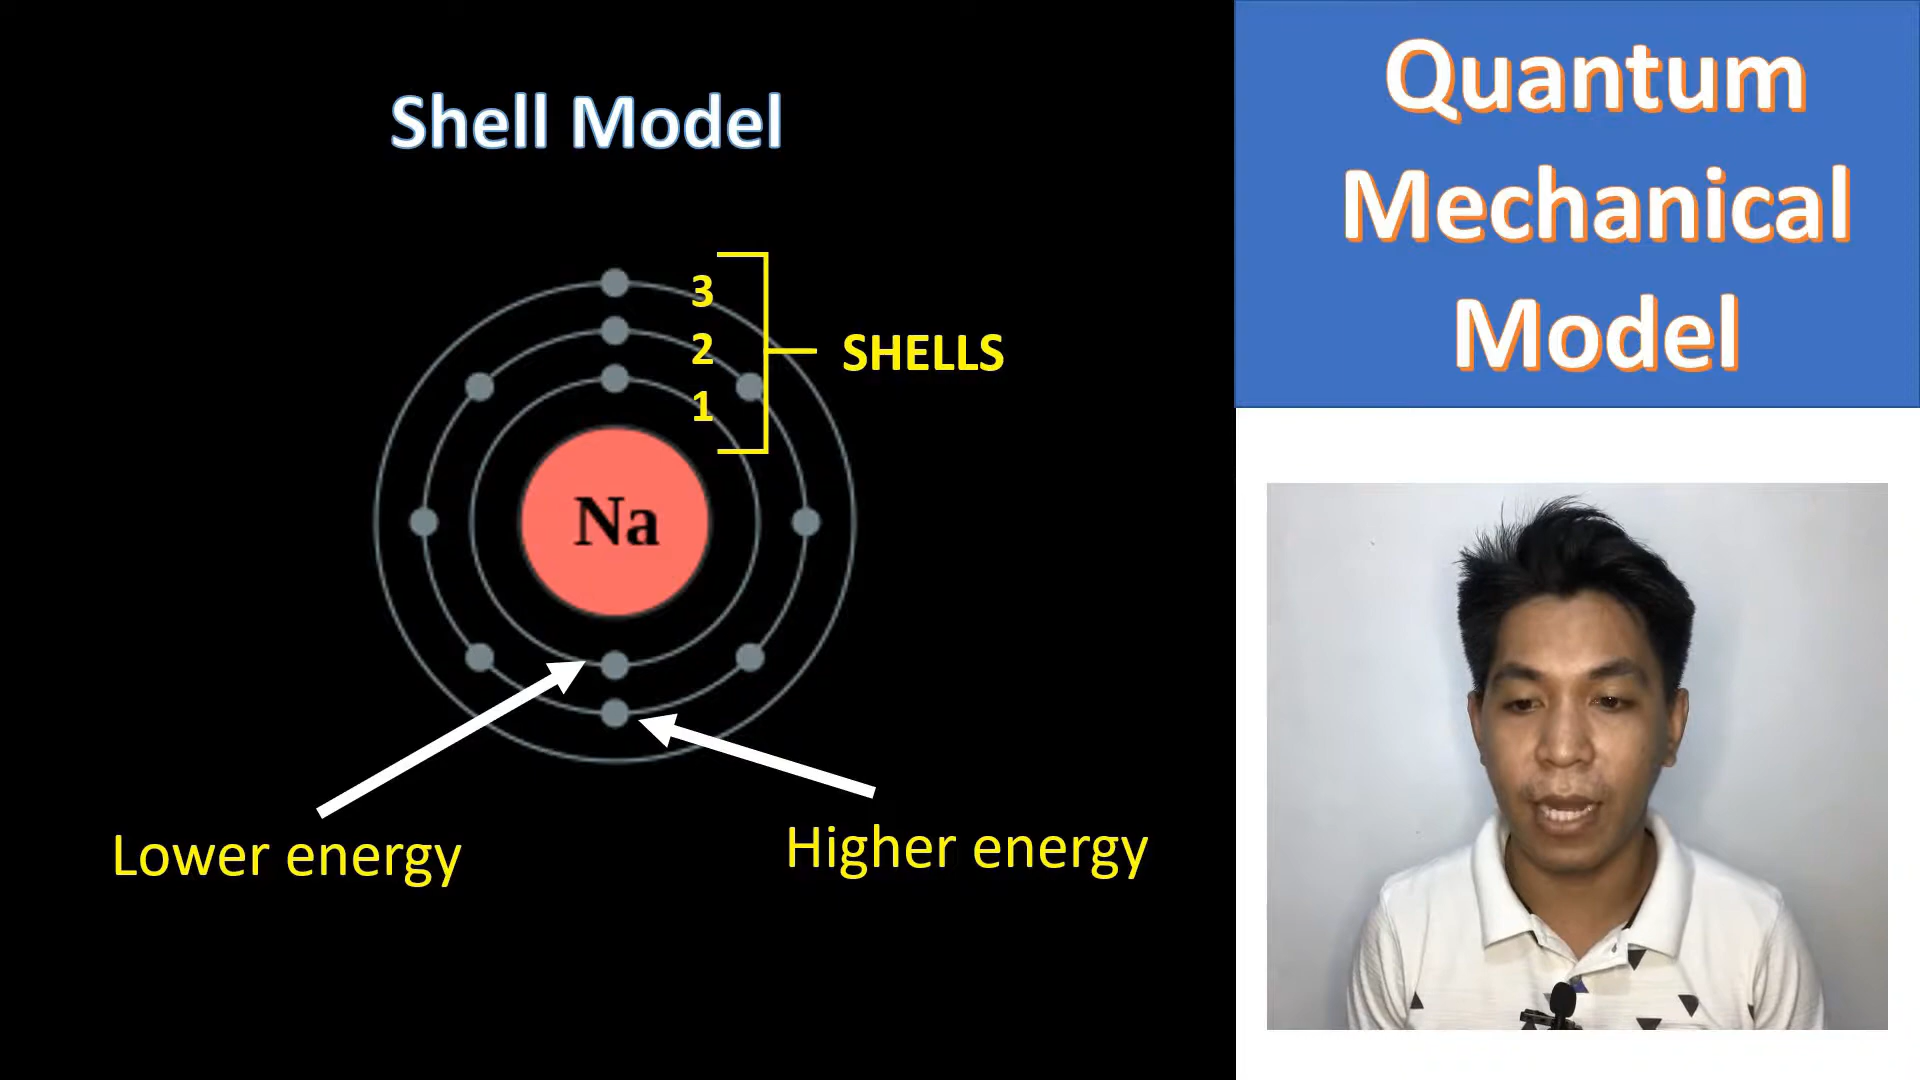 Shell Model
3
2
1
SHELLS
Na
Lower energy
Higher energy
Quantum
Mechanical
Model